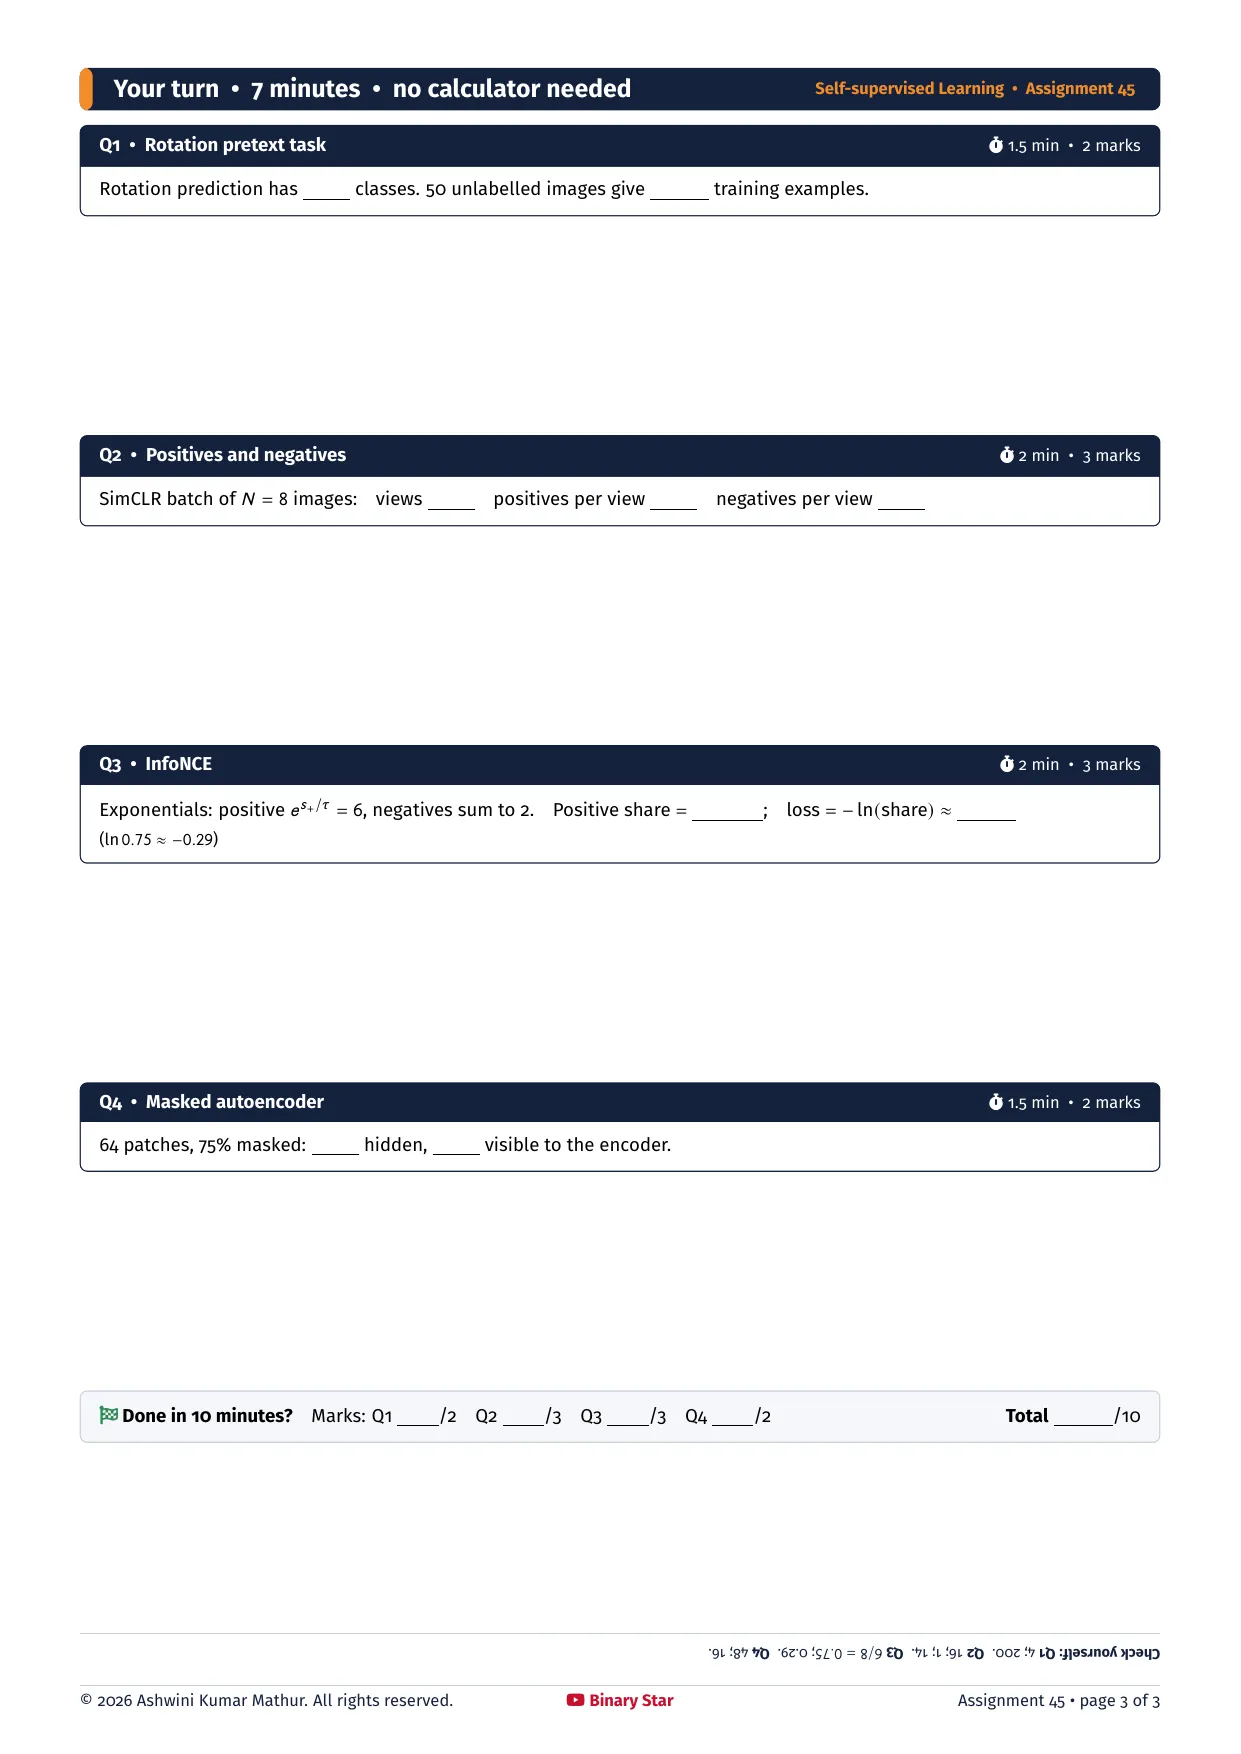 Your turn • 7 minutes • no calculator needed Self-supervised Learning • Assignment 45
Q1 • Rotation pretext task 1.5 min • 2 marks
Rotation prediction has ____ classes. 50 unlabelled images give _____ training examples.
Q2 • Positives and negatives 2 min • 3 marks
SimCLR batch of N = 8 images: views ____ positives per view ____ negatives per view ____
Q3 • InfoNCE 2 min • 3 marks
Exponentials: positive e^{s₊/τ} = 6, negatives sum to 2. Positive share = ______; loss = − ln(share) ≈ _____
(ln 0.75 ≈ −0.29)
Q4 • Masked autoencoder 1.5 min • 2 marks
64 patches, 75% masked: ____ hidden, ____ visible to the encoder.
Done in 10 minutes? Marks: Q1 ____/2 Q2 ____/3 Q3 ____/3 Q4 ____/2 Total _____/10
Check yourself: Q1 4; 200. Q2 16; 1; 14. Q3 6/8 = 0.75; 0.29. Q4 48; 16.
© 2026 Ashwini Kumar Mathur. All rights reserved. Binary Star Assignment 45 • page 3 of 3